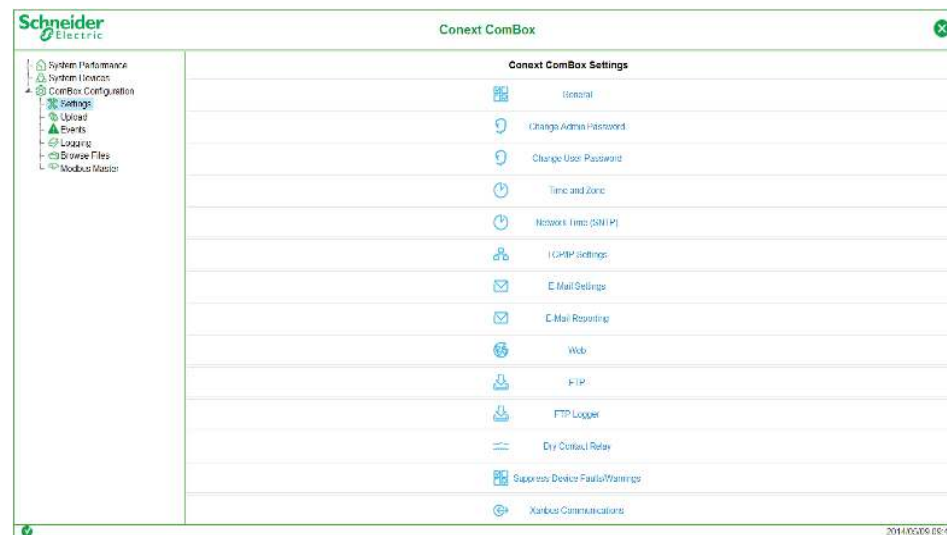 Schneider
Electric
Conext ComBox
System Performance
System Devices
ComBox Configuration
Settings
Upload
Events
Logging
Browse Files
Modbus Master
Conext ComBox Settings
General
Change Admin Password
Change User Password
Time and Zone
Network Time (SNTP)
TCP/IP Settings
E-Mail Settings
E-Mail Reporting
Web
FTP
FTP Logger
Dry Contact Relay
Suppress Device Faults/Warnings
Xanbus Communications